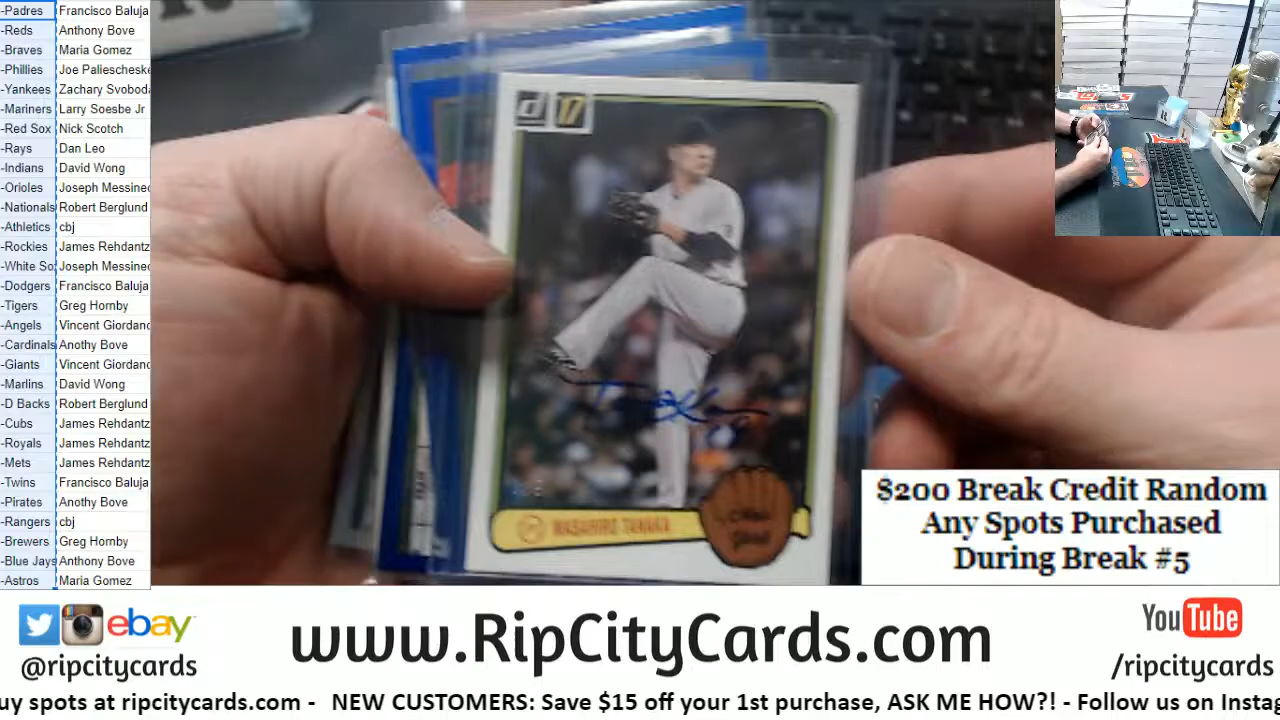 -Padres Francisco Baluja
-Reds Anthony Bove
-Braves Maria Gomez
-Phillies Joe Paliescheske
-Yankees Zachary Svoboda
-Mariners Larry Soesbe Jr
-Red Sox Nick Scotch
-Rays Dan Leo
-Indians David Wong
-Orioles Joseph Messineo
-Nationals Robert Berglund
-Athletics cbj
-Rockies James Rehdantz
-White So Joseph Messineo
-Dodgers Francisco Baluja
-Tigers Greg Hornby
-Angels Vincent Giordano
-Cardinals Anothy Bove
-Giants Vincent Giordano
-Marlins David Wong
-D Backs Robert Berglund
-Cubs James Rehdantz
-Royals James Rehdantz
-Mets James Rehdantz
-Twins Francisco Baluja
-Pirates Anothy Bove
-Rangers cbj
-Brewers Greg Hornby
-Blue Jays Anthony Bove
-Astros Maria Gomez
d 17
MASAHIRO TANAKA
$200 Break Credit Random
Any Spots Purchased
During Break #5
ebay
@ripcitycards
www.RipCityCards.com
YouTube
/ripcitycards
uy spots at ripcitycards.com - NEW CUSTOMERS: Save $15 off your 1st purchase, ASK ME HOW?! - Follow us on Instag